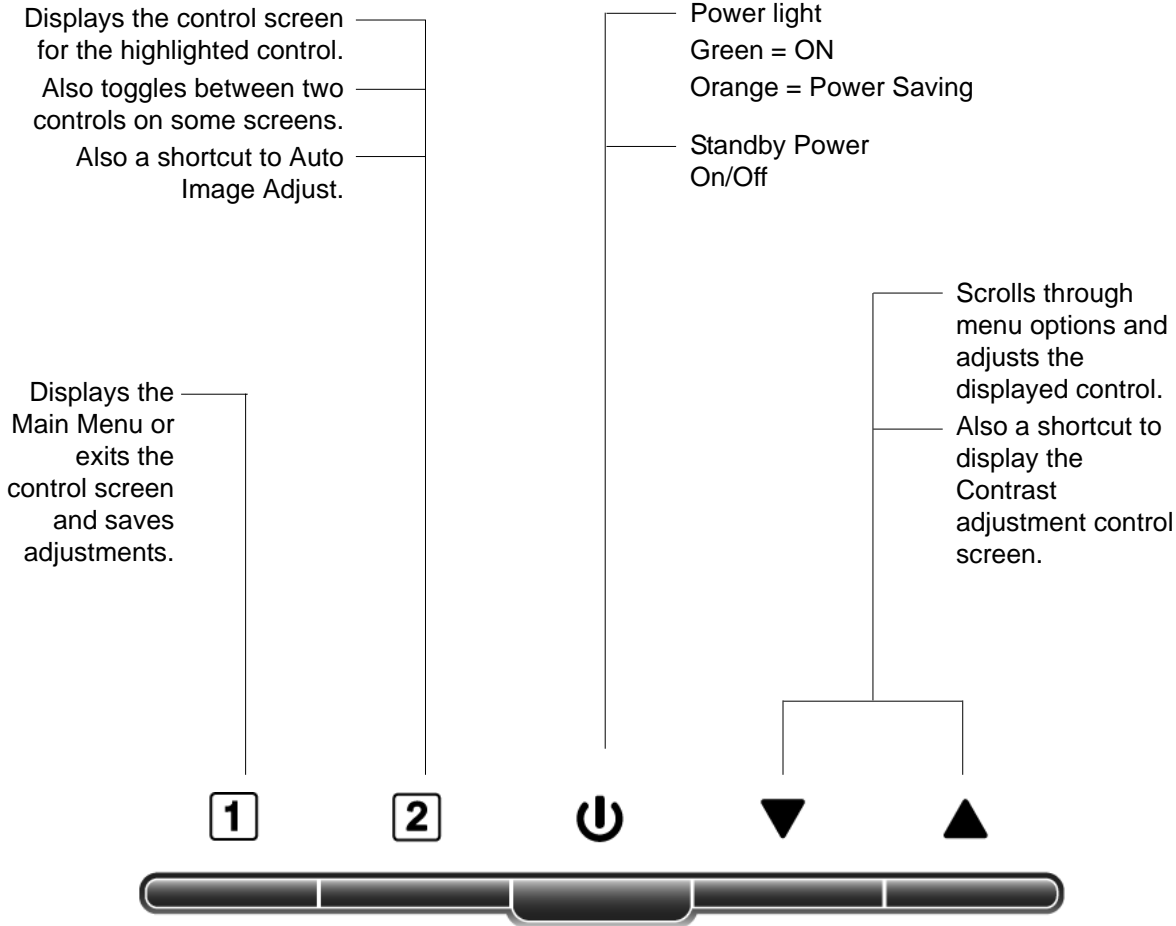 Displays the control screen
for the highlighted control.
Also toggles between two
controls on some screens.
Also a shortcut to Auto
Image Adjust.
Power light
Green = ON
Orange = Power Saving
Standby Power
On/Off
Scrolls through
menu options and
adjusts the
displayed control.
Also a shortcut to
display the
Contrast
adjustment control
screen.
Displays the
Main Menu or
exits the
control screen
and saves
adjustments.
1 2